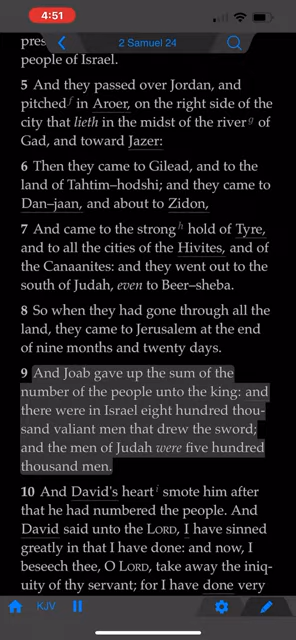 4:51
2 Samuel 24
people of Israel.
5 And they passed over Jordan, and
pitched f in Aroer, on the right side of the
city that lieth in the midst of the river g of
Gad, and toward Jazer:
6 Then they came to Gilead, and to the
land of Tahtim–hodshi; and they came to
Dan–jaan, and about to Zidon,
7 And came to the strong h hold of Tyre,
and to all the cities of the Hivites, and of
the Canaanites: and they went out to the
south of Judah, even to Beer–sheba.
8 So when they had gone through all the
land, they came to Jerusalem at the end
of nine months and twenty days.
9 And Joab gave up the sum of the
number of the people unto the king: and
there were in Israel eight hundred thou-
sand valiant men that drew the sword;
and the men of Judah were five hundred
thousand men.
10 And David's heart i smote him after
that he had numbered the people. And
David said unto the LORD, I have sinned
greatly in that I have done: and now, I
beseech thee, O LORD, take away the iniq-
uity of thy servant; for I have done very
KJV